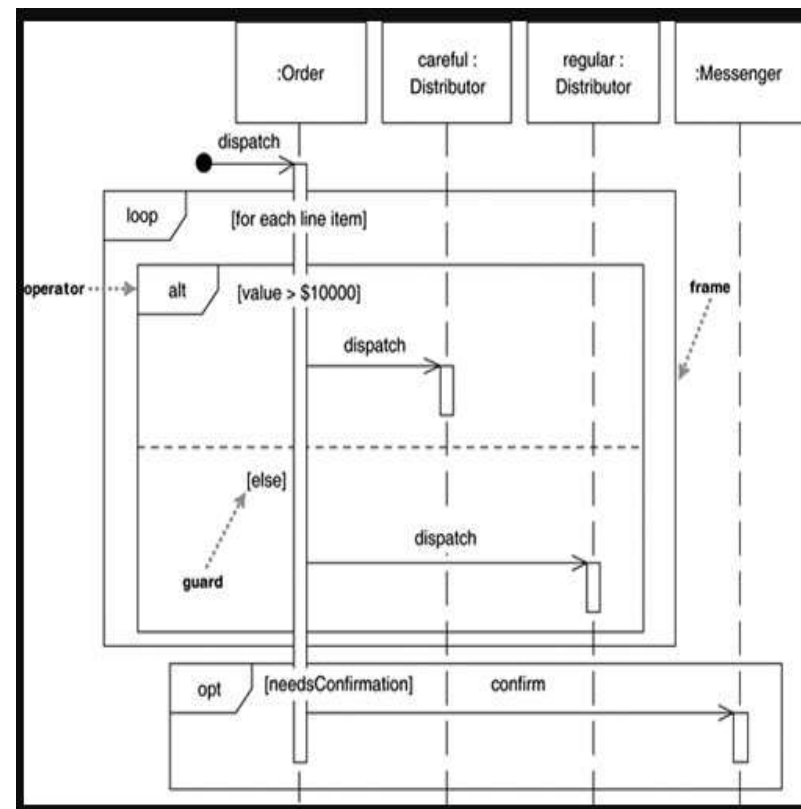 :Order
careful :
Distributor
regular :
Distributor
:Messenger
dispatch
loop
[for each line item]
operator
alt
[value > $10000]
frame
dispatch
[else]
dispatch
guard
opt
[needsConfirmation]
confirm